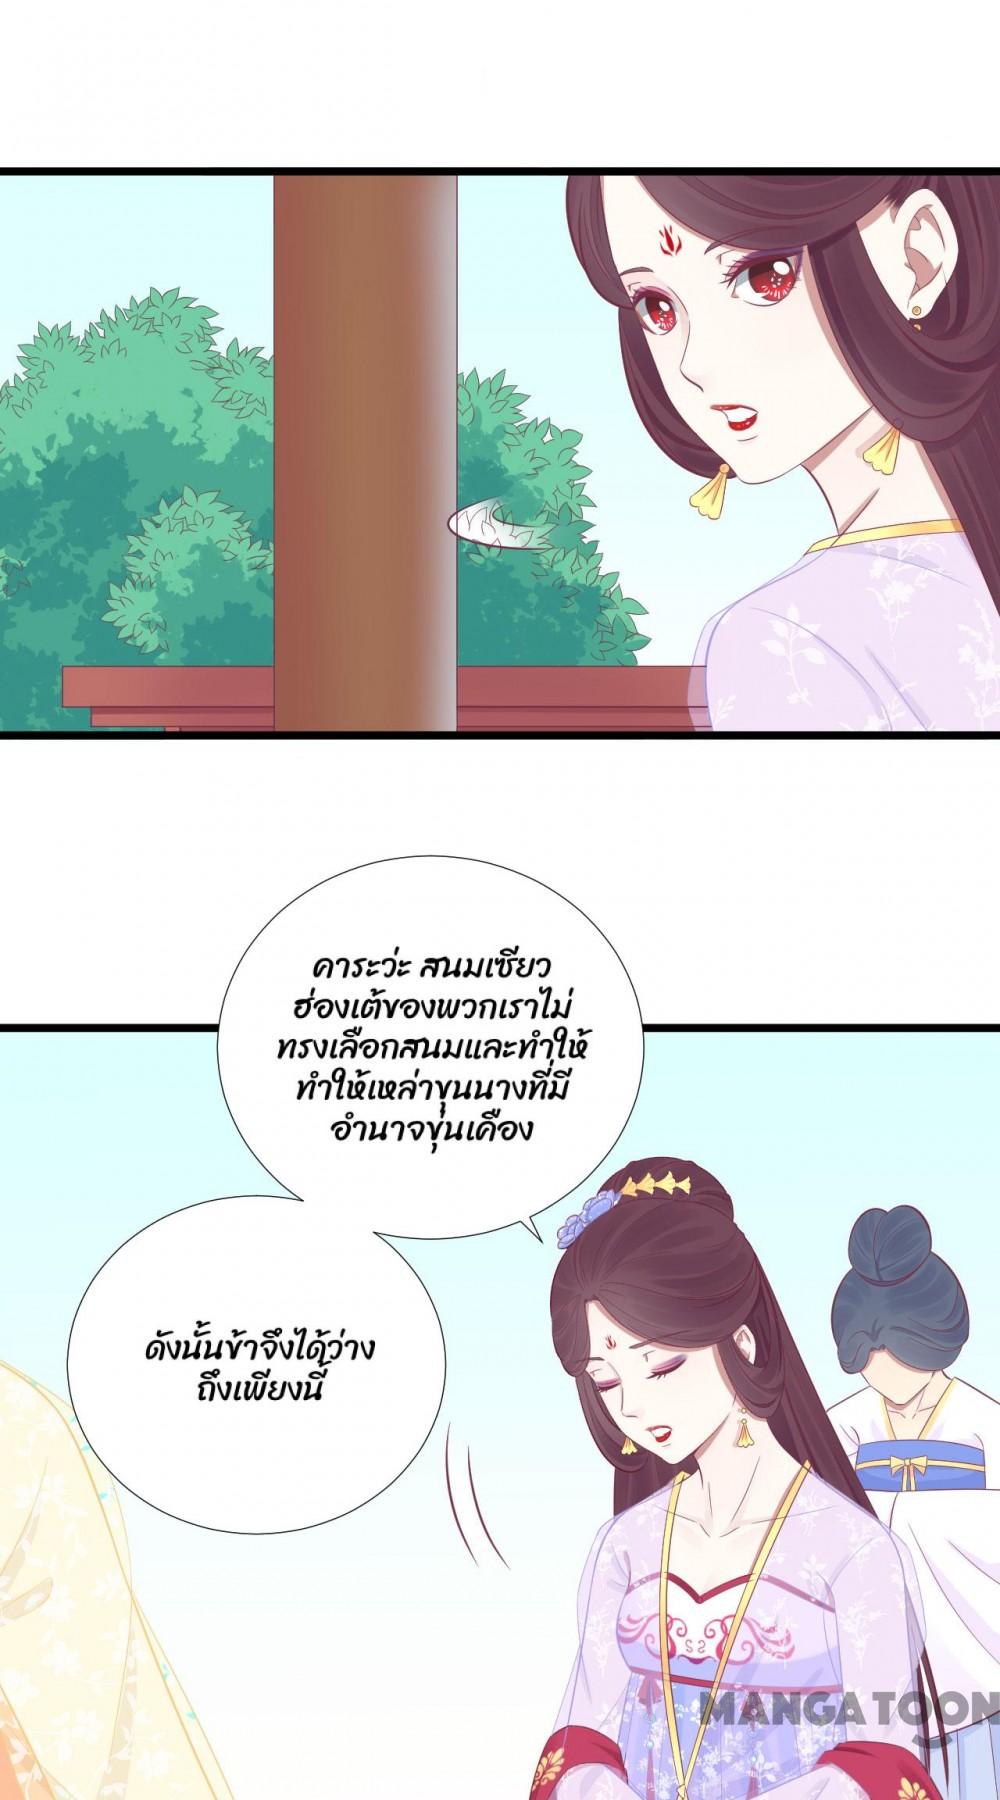 คาระว่ะ สนมเซียว
ฮ่องเต้ของพวกเราไม่
ทรงเลือกสนมและทำให้
ทำให้เหล่าขุนนางที่มี
อำนาจขุ่นเคือง
ดังนั้นข้าจึงได้ว่าง
ถึงเพียงนี้
MANGATOON